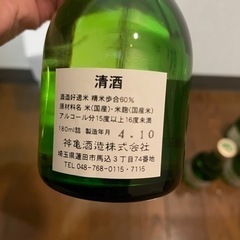 清酒
酒造好適米 精米歩合60%
原材料名 米(国産)・米麹(国産米)
アルコール分15度以上16度未満
180ml詰 製造年月 4.10
神亀酒造株式会社
埼玉県蓮田市馬込3丁目74番地
TEL 048-768-0115・7115